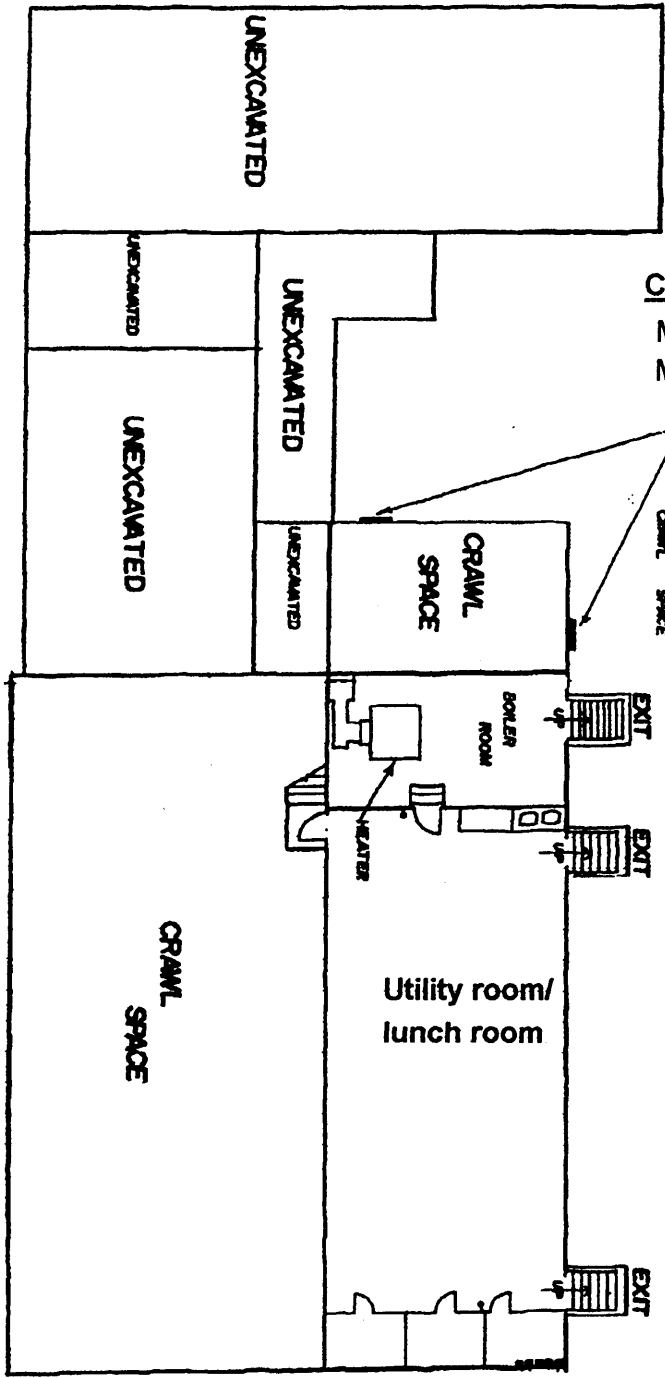 UNEXCAVATED
UNEXCAVATED
UNEXCAVATED
UNEXCAVATED
UNEXCAVATED
CRAWL
SPACE
SPACE
BOILER
ROOM
HEATER
EXIT
UP
EXIT
UP
Utility room/
lunch room
CRAWL
SPACE
EXIT
UP